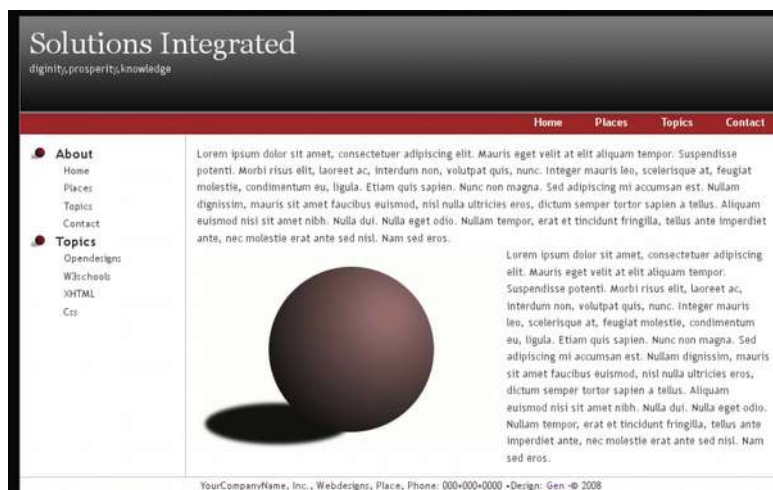 Solutions Integrated
diginity,prosperity,knowledge
Home Places Topics Contact
About
Home
Places
Topics
Contact
Topics
Opendesigns
W3schools
XHTML
Css
Lorem ipsum dolor sit amet, consectetuer adipiscing elit. Mauris eget velit at elit aliquam tempor. Suspendisse
potenti. Morbi risus elit, laoreet ac, interdum non, volutpat quis, nunc. Integer mauris leo, scelerisque at, feugiat
molestie, condimentum eu, ligula. Etiam quis sapien. Nunc non magna. Sed adipiscing mi accumsan est. Nullam
dignissim, mauris sit amet faucibus euismod, nisl nulla ultricies eros, dictum semper tortor sapien a tellus. Aliquam
euismod nisi sit amet nibh. Nulla dui. Nulla eget odio. Nullam tempor, erat et tincidunt fringilla, tellus ante imperdiet
ante, nec molestie erat ante sed nisl. Nam sed eros.
Lorem ipsum dolor sit amet, consectetuer adipiscing
elit. Mauris eget velit at elit aliquam tempor.
Suspendisse potenti. Morbi risus elit, laoreet ac,
interdum non, volutpat quis, nunc. Integer mauris
leo, scelerisque at, feugiat molestie, condimentum
eu, ligula. Etiam quis sapien. Nunc non magna. Sed
adipiscing mi accumsan est. Nullam dignissim, mauris
sit amet faucibus euismod, nisl nulla ultricies eros,
dictum semper tortor sapien a tellus. Aliquam
euismod nisi sit amet nibh. Nulla dui. Nulla eget odio.
Nullam tempor, erat et tincidunt fringilla, tellus ante
imperdiet ante, nec molestie erat ante sed nisl. Nam
sed eros.
YourCompanyName, Inc., Webdesigns, Place, Phone: 000-000-0000 •Design: Gen -© 2008